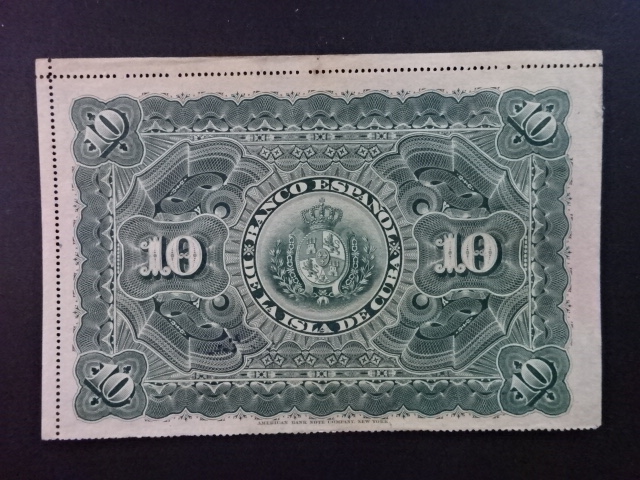 10 10
BANCO ESPAÑOL
10 10
DE LA ISLA DE CUBA
10 10
AMERICAN BANK NOTE COMPANY, NEW YORK.